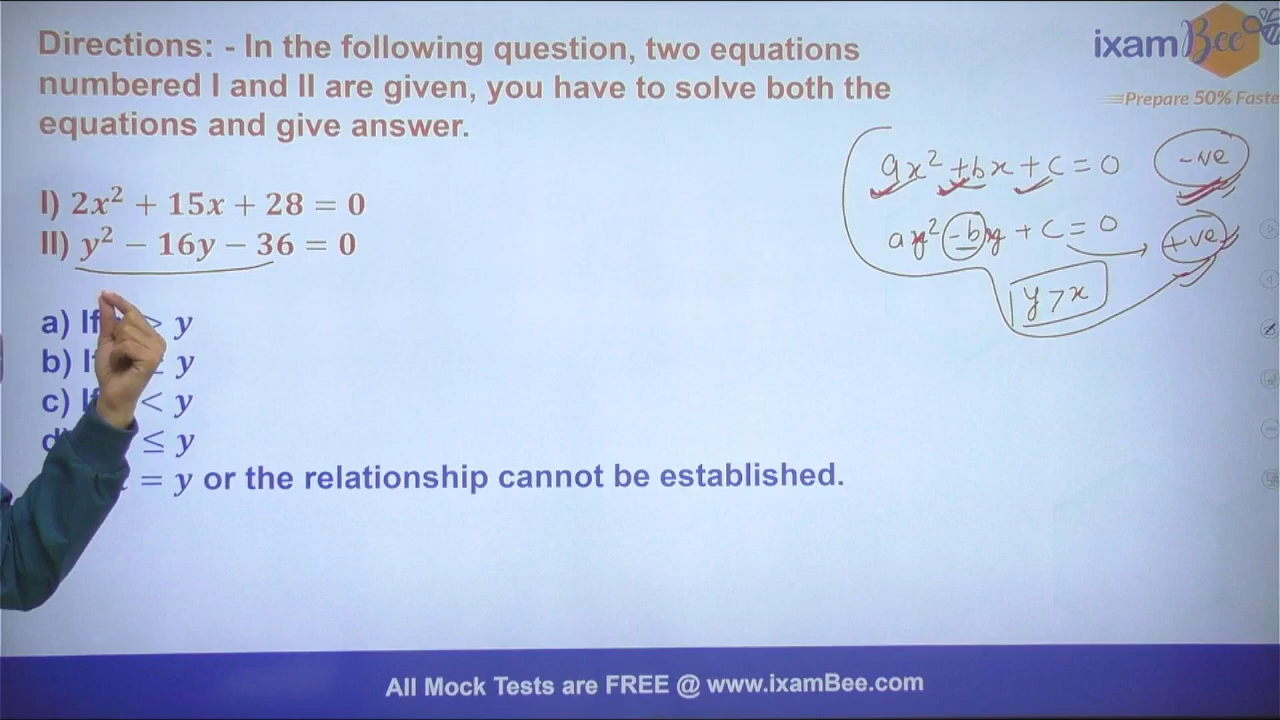 Directions: - In the following question, two equations
numbered I and II are given, you have to solve both the
equations and give answer.
I) 2x² + 15x + 28 = 0
II) y² − 16y − 36 = 0
a) If > y
b) I y
c) If < y
d) ≤ y
= y or the relationship cannot be established.
ixamBee
Prepare 50% Faste
ax² + bx + c = 0 -ve
ay² - by + c = 0 +ve
y > x
All Mock Tests are FREE @ www.ixamBee.com